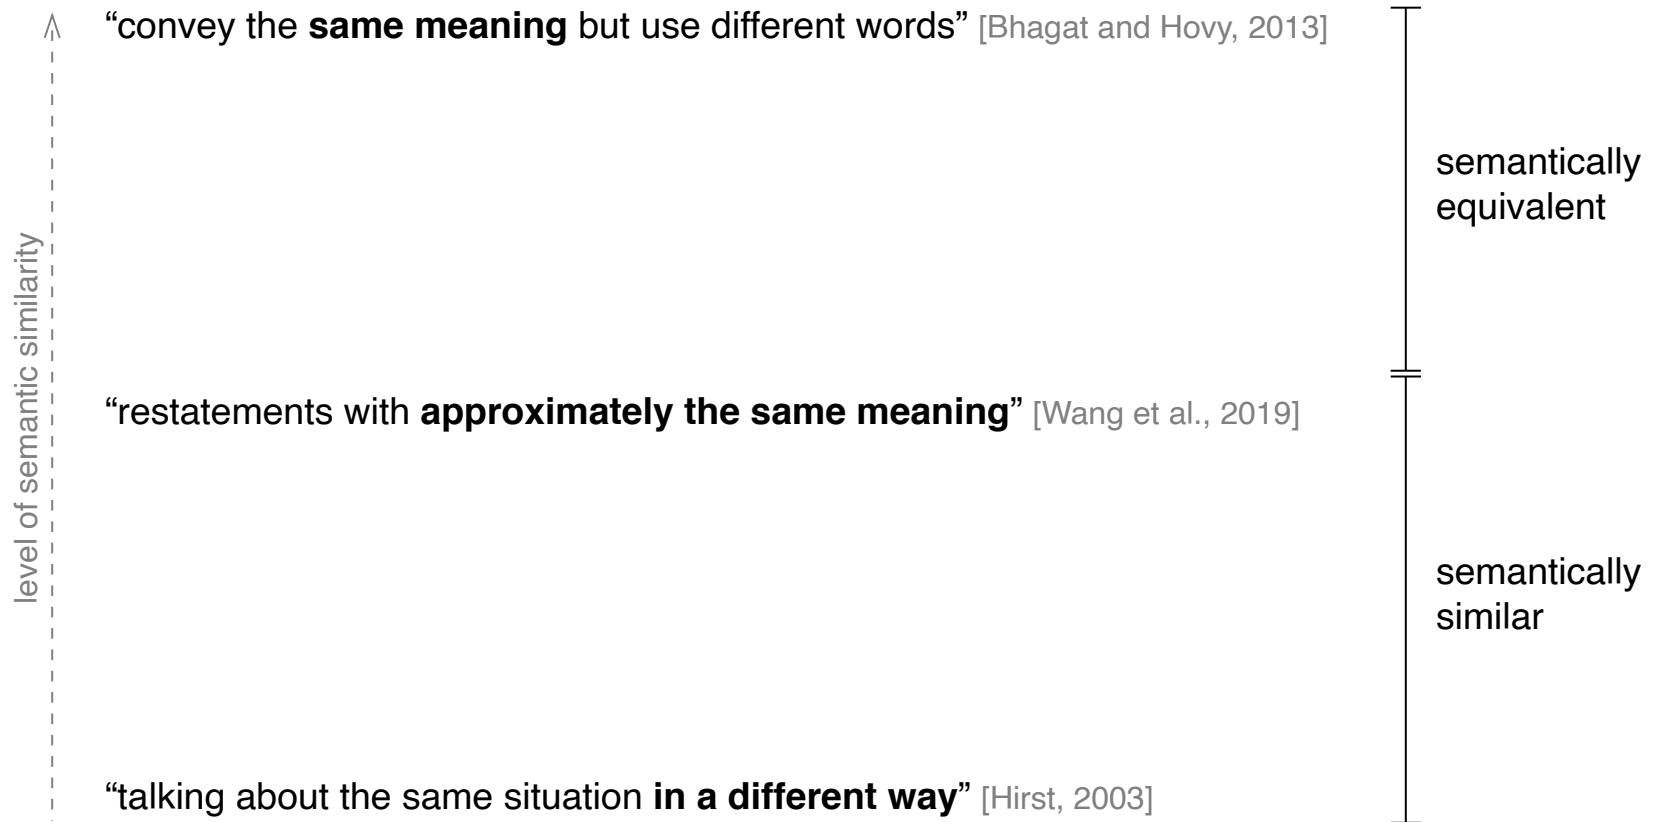 “convey the same meaning but use different words” [Bhagat and Hovy, 2013]
semantically
equivalent
level of semantic similarity
“restatements with approximately the same meaning” [Wang et al., 2019]
semantically
similar
“talking about the same situation in a different way” [Hirst, 2003]